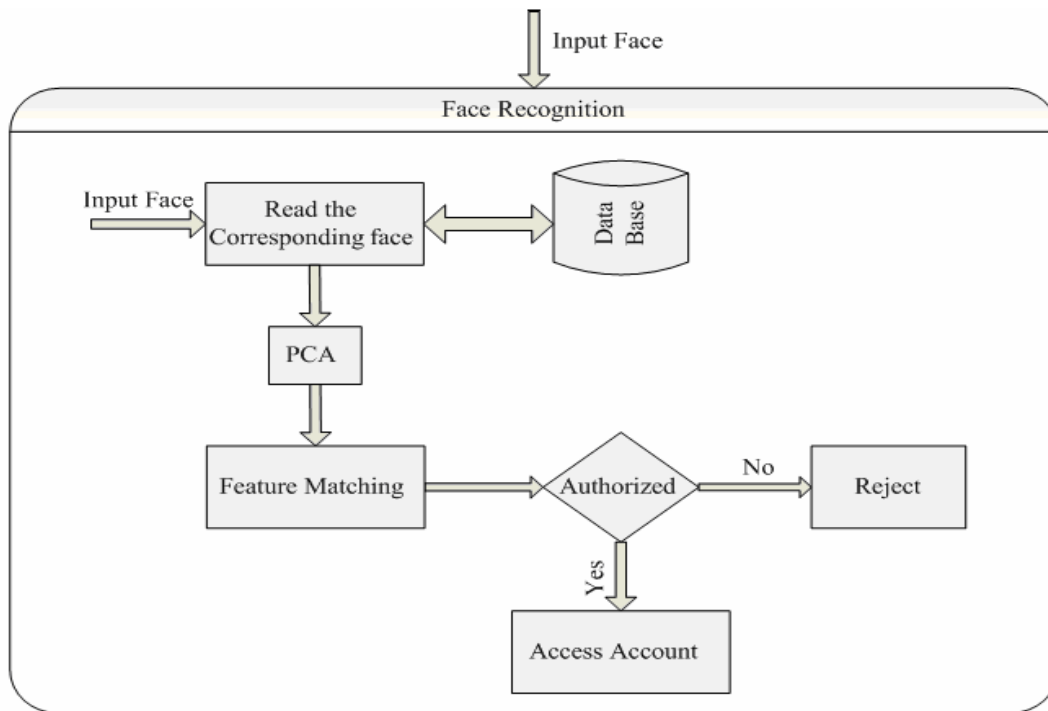 Input Face
Face Recognition
Input Face
Read the
Corresponding face
Data
Base
PCA
Feature Matching
Authorized
No
Reject
Yes
Access Account